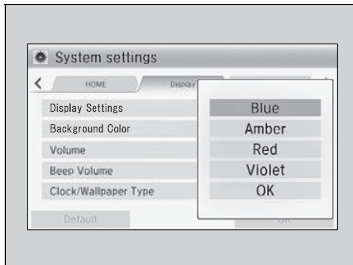 System settings
HOME
Display
Display Settings
Background Color
Volume
Beep Volume
Clock/Wallpaper Type
Default
Blue
Amber
Red
Violet
OK